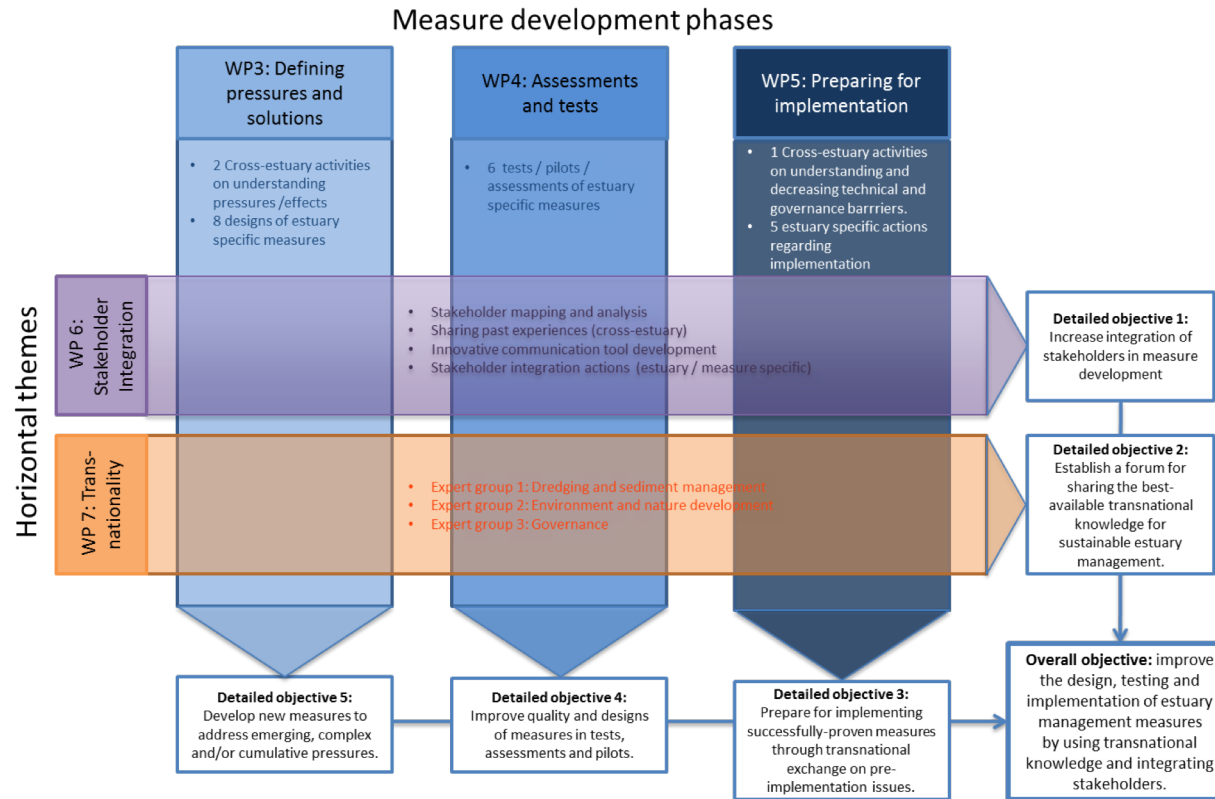 Measure development phases
WP3: Defining
pressures and
solutions
• 2 Cross-estuary activities
on understanding
pressures /effects
• 8 designs of estuary
specific measures
WP4: Assessments
and tests
• 6 tests / pilots /
assessments of estuary
specific measures
WP5: Preparing for
implementation
• 1 Cross-estuary activities
on understanding and
decreasing technical and
governance barrriers.
• 5 estuary specific actions
regarding
implementation
Horizontal themes
WP 6:
Stakeholder
Integration
• Stakeholder mapping and analysis
• Sharing past experiences (cross-estuary)
• Innovative communication tool development
• Stakeholder integration actions (estuary / measure specific)
Detailed objective 1:
Increase integration of
stakeholders in measure
development
WP 7: Trans-
nationality
• Expert group 1: Dredging and sediment management
• Expert group 2: Environment and nature development
• Expert group 3: Governance
Detailed objective 2:
Establish a forum for
sharing the best-
available transnational
knowledge for
sustainable estuary
management.
Detailed objective 5:
Develop new measures to
address emerging, complex
and/or cumulative pressures.
Detailed objective 4:
Improve quality and designs
of measures in tests,
assessments and pilots.
Detailed objective 3:
Prepare for implementing
successfully-proven measures
through transnational
exchange on pre-
implementation issues.
Overall objective: improve
the design, testing and
implementation of estuary
management measures
by using transnational
knowledge and integrating
stakeholders.